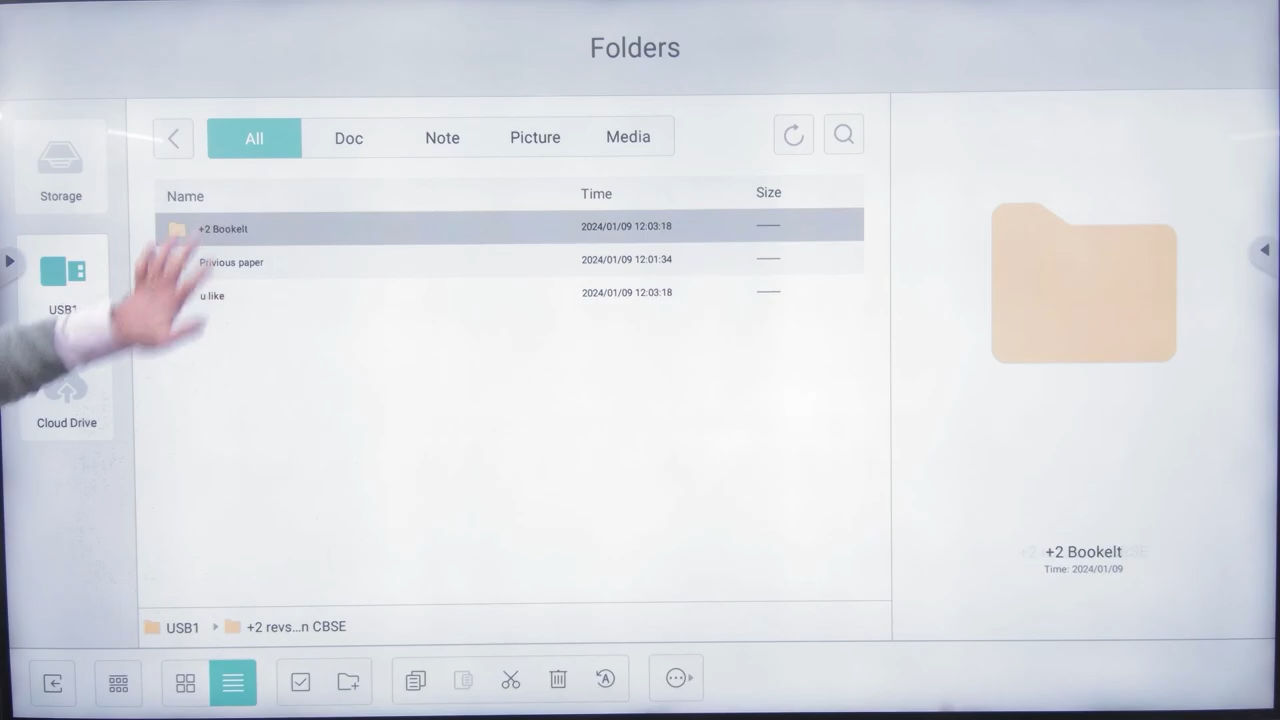 Folders
All Doc Note Picture Media
Storage
USB1
Cloud Drive
Name Time Size
+2 Bookelt 2024/01/09 12:03:18
Privious paper 2024/01/09 12:01:34
u like 2024/01/09 12:03:18
+2 Bookelt
Time: 2024/01/09
USB1 +2 revs...n CBSE